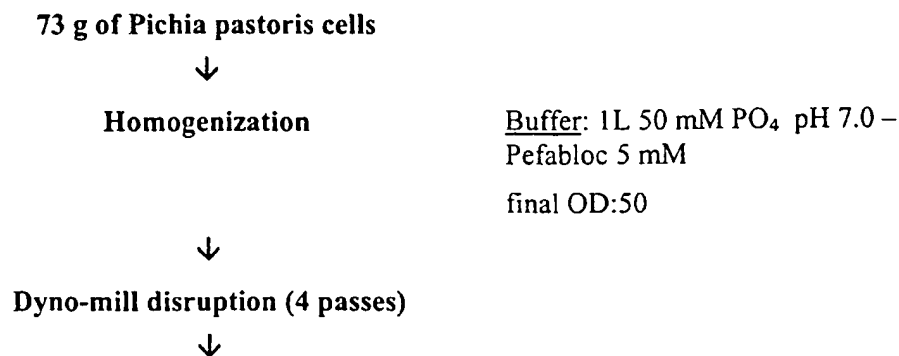 73 g of Pichia pastoris cells
↓
Homogenization
Buffer: 1L 50 mM PO₄ pH 7.0 –
Pefabloc 5 mM
final OD:50
↓
Dyno-mill disruption (4 passes)
↓